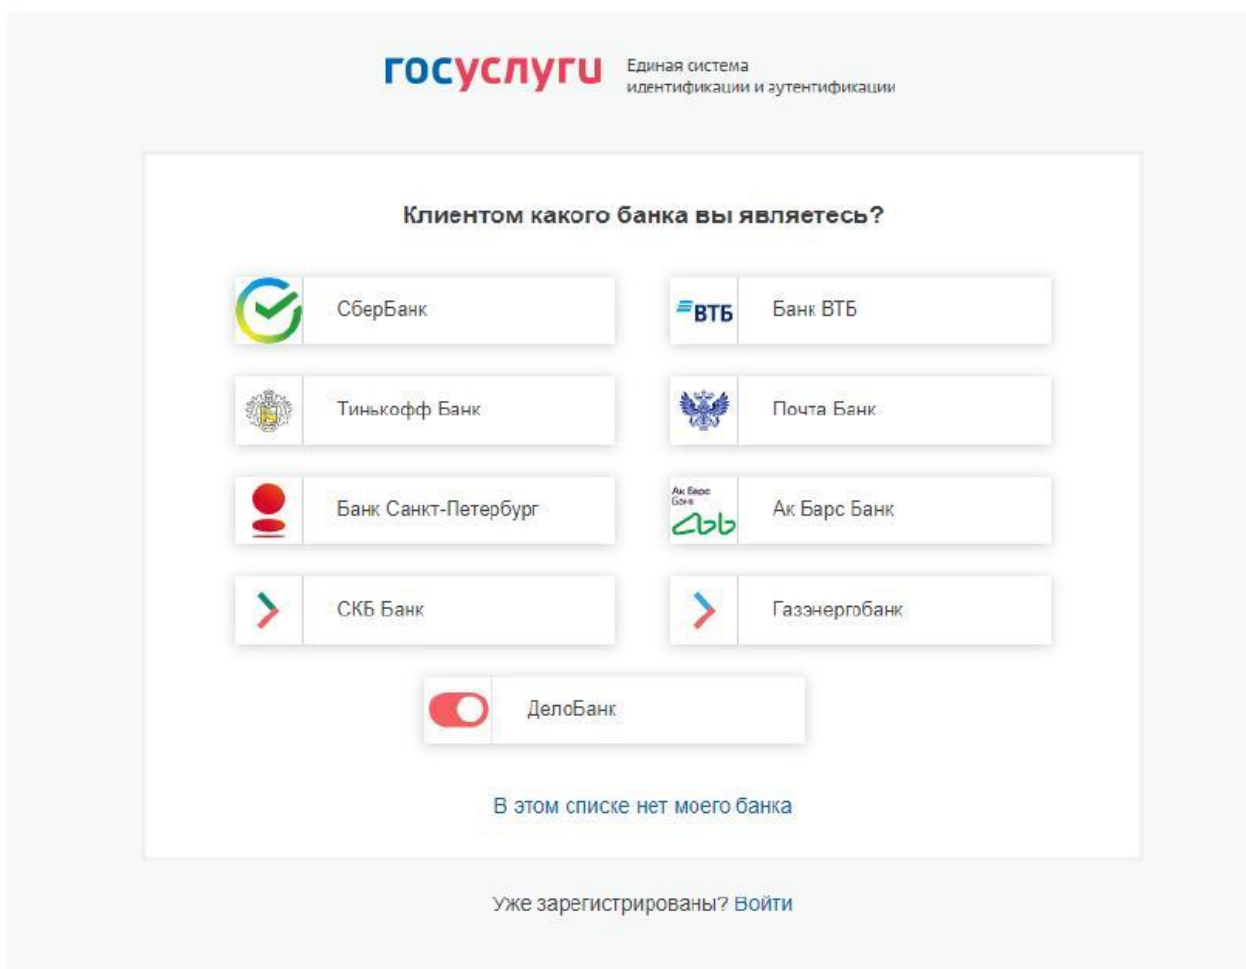 госуслуги
Единая система
идентификации и аутентификации
Клиентом какого банка вы являетесь?
СберБанк
ВТБ
Банк ВТБ
Тинькофф Банк
Почта Банк
Банк Санкт-Петербург
Ак Барс
Банк
Ак Барс Банк
СКБ Банк
Газэнергобанк
ДелоБанк
В этом списке нет моего банка
Уже зарегистрированы? Войти